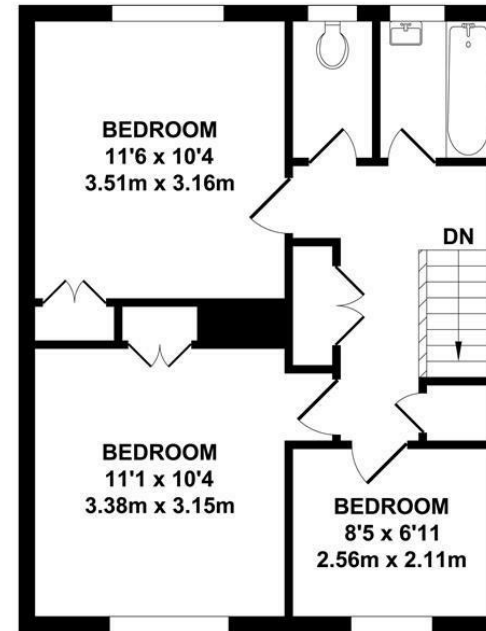 BEDROOM
11'6 x 10'4
3.51m x 3.16m
DN
BEDROOM
11'1 x 10'4
3.38m x 3.15m
BEDROOM
8'5 x 6'11
2.56m x 2.11m